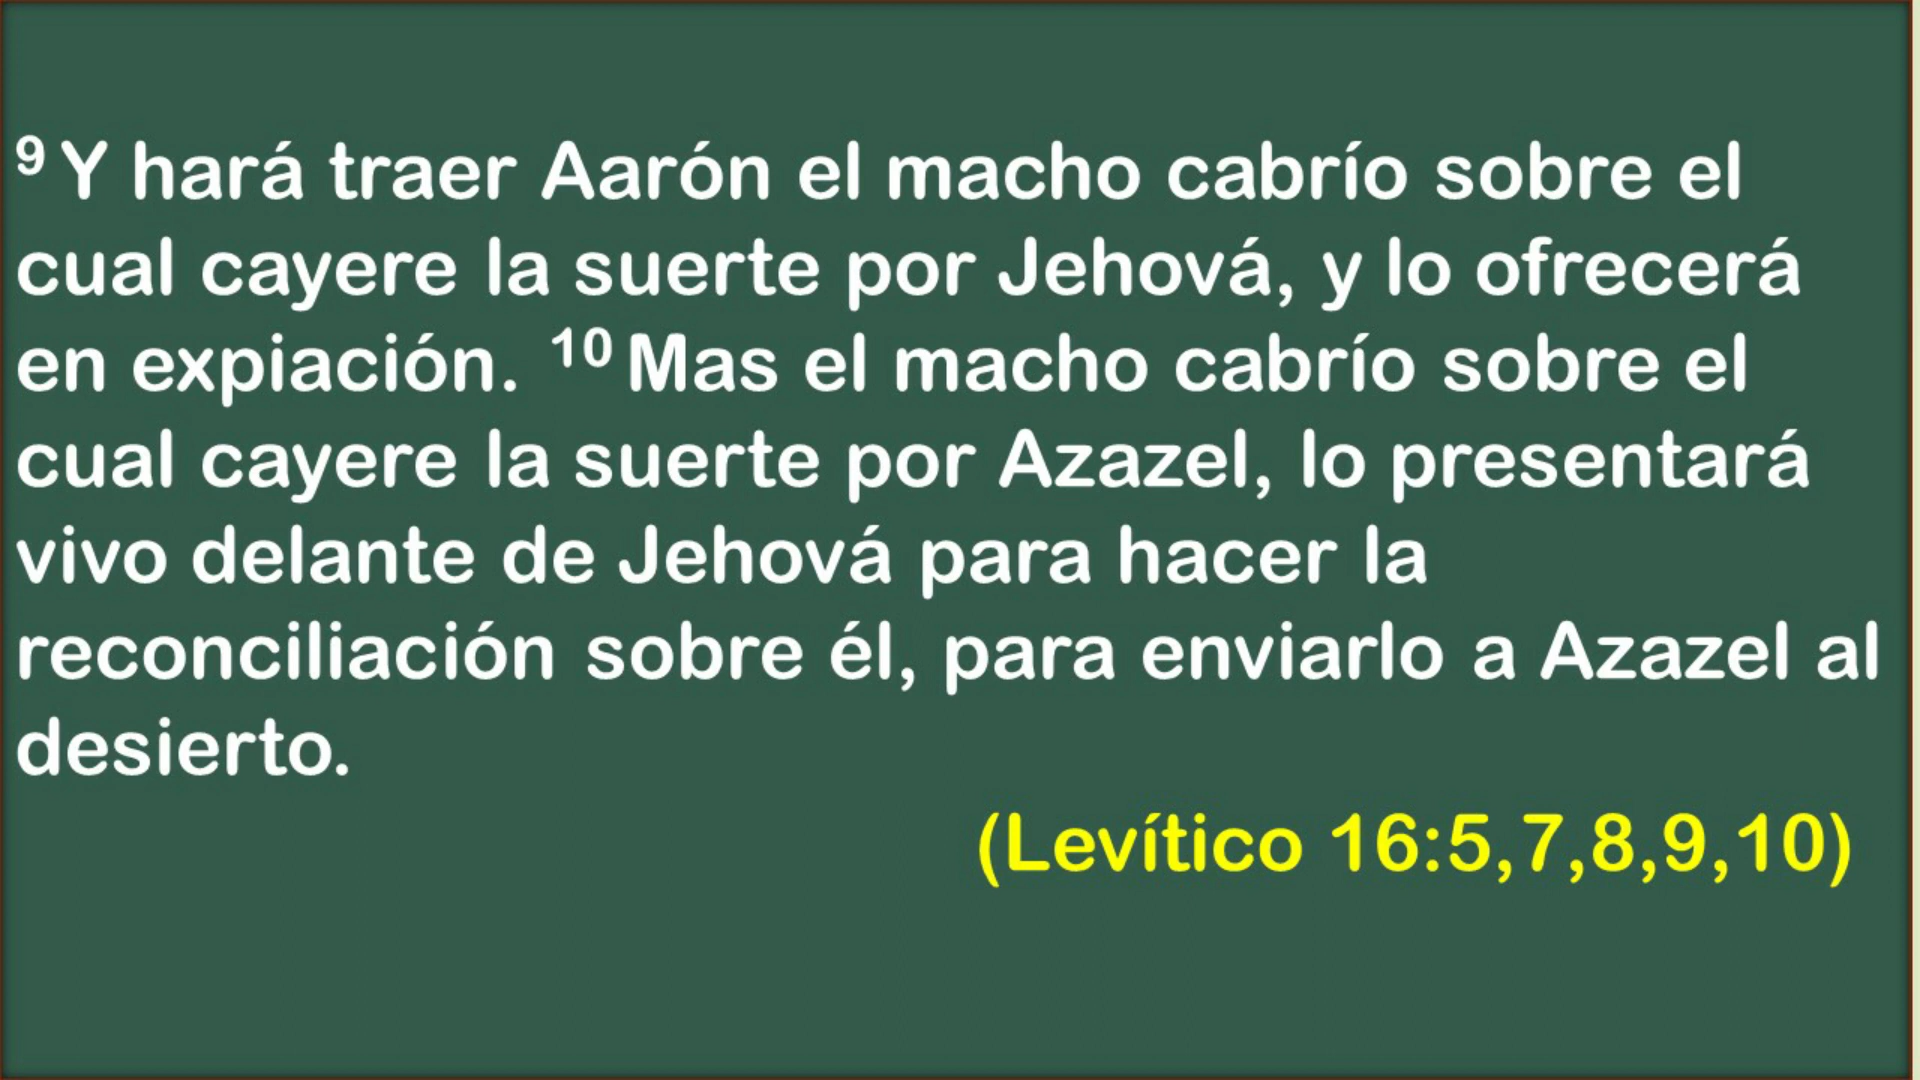 ⁹ Y hará traer Aarón el macho cabrío sobre el
cual cayere la suerte por Jehová, y lo ofrecerá
en expiación. ¹⁰ Mas el macho cabrío sobre el
cual cayere la suerte por Azazel, lo presentará
vivo delante de Jehová para hacer la
reconciliación sobre él, para enviarlo a Azazel al
desierto.
(Levítico 16:5,7,8,9,10)